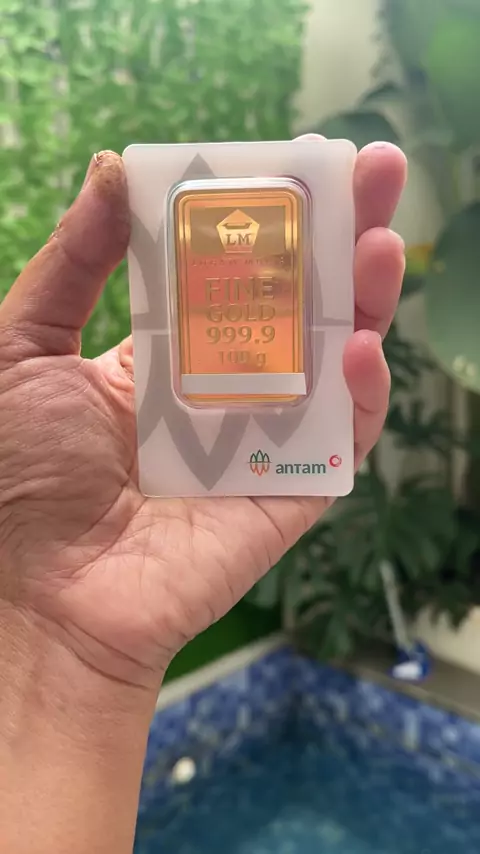 LM
FINE
GOLD
999.9
100 g
antam